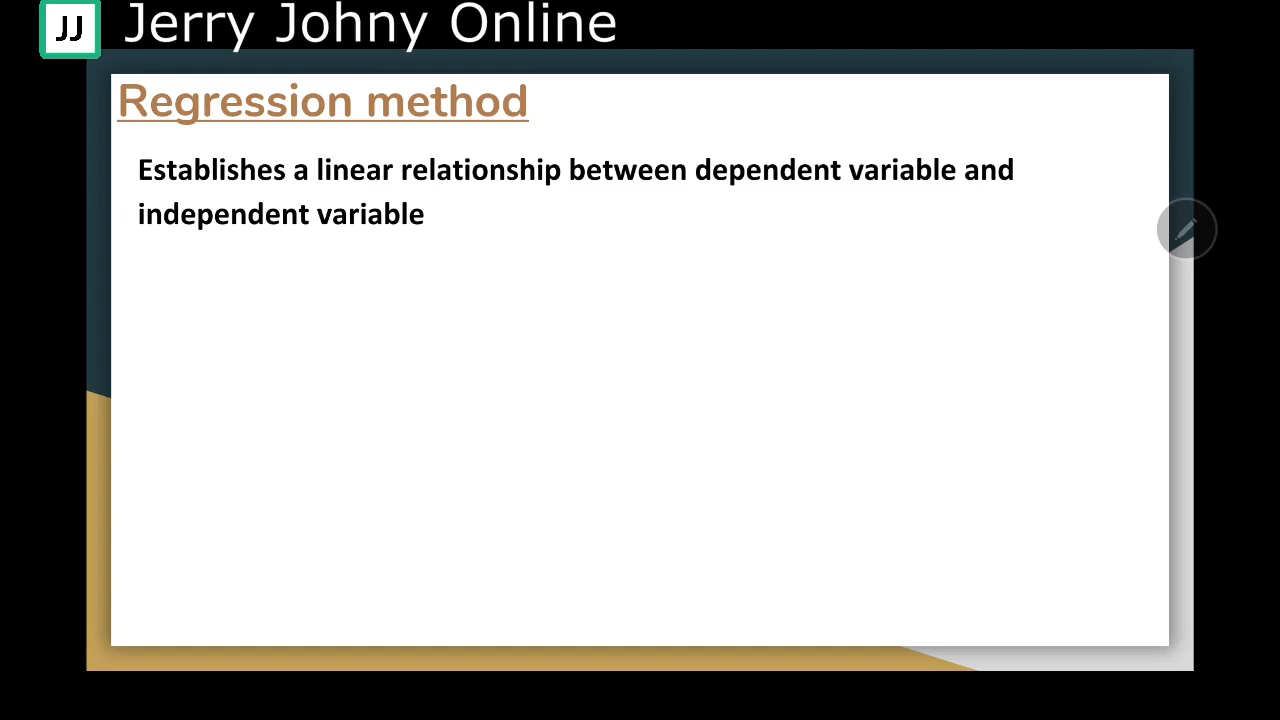 JJ Jerry Johny Online
Regression method
Establishes a linear relationship between dependent variable and
independent variable